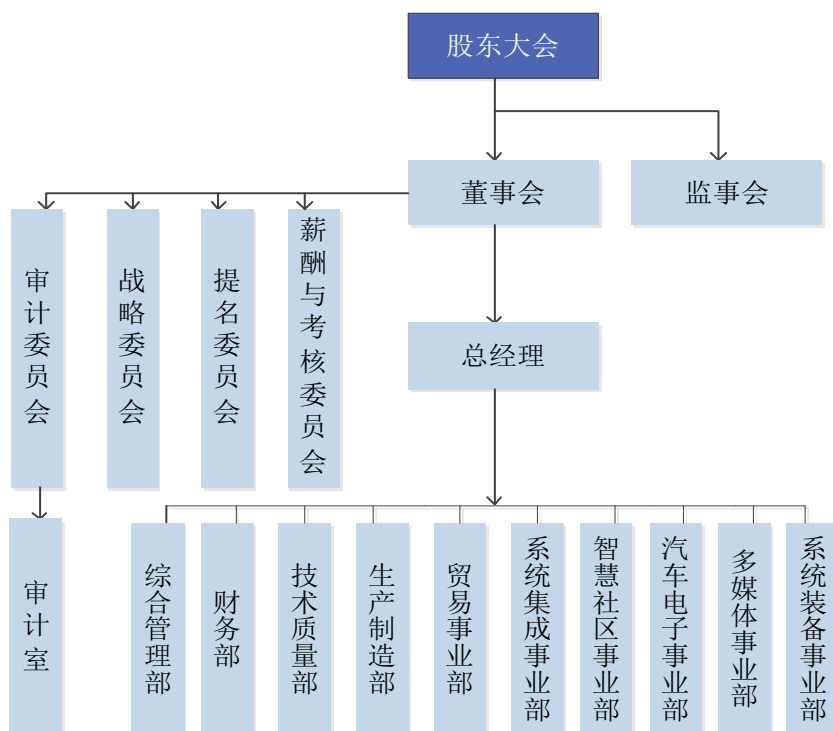 股东大会
董事会
监事会
审计委员会
战略委员会
提名委员会
薪酬与考核委员会
总经理
审计室
综合管理部
财务部
技术质量部
生产制造部
贸易事业部
系统集成事业部
智慧社区事业部
汽车电子事业部
多媒体事业部
系统装备事业部